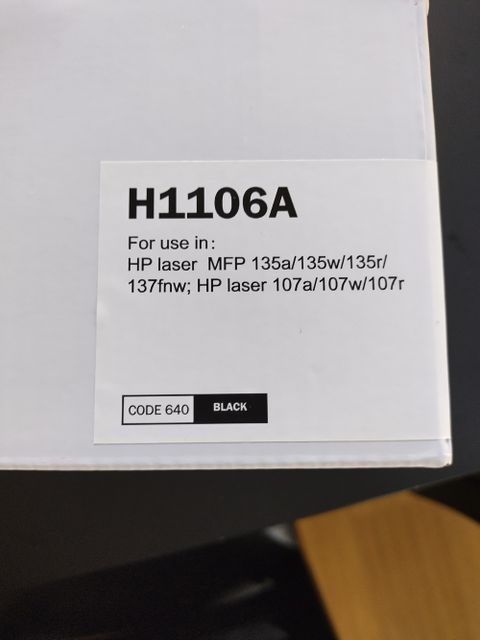 H1106A
For use in:
HP laser MFP 135a/135w/135r/
137fnw; HP laser 107a/107w/107r
CODE 640 BLACK